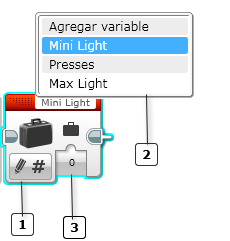 Agregar variable
Mini Light
Presses
Max Light
Mini Light
#
0
1
3
2